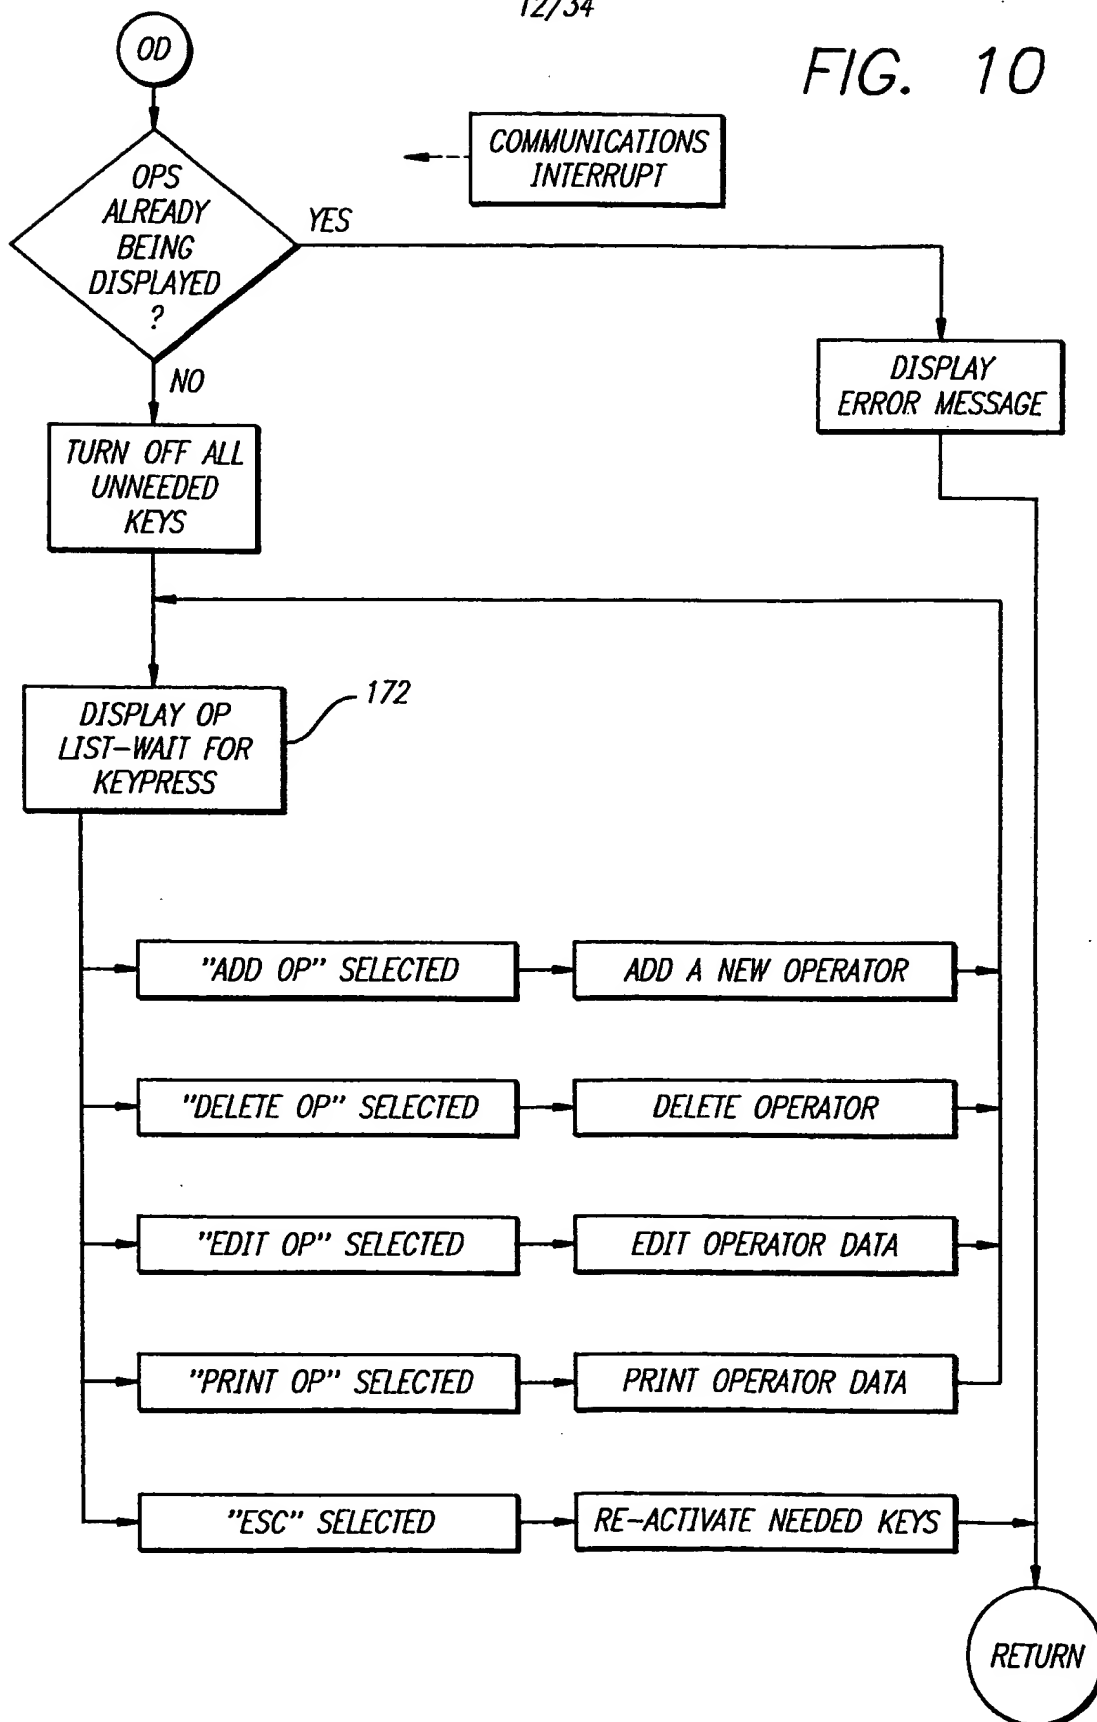 12/34
FIG. 10
OD
COMMUNICATIONS
INTERRUPT
OPS
ALREADY
BEING
DISPLAYED
?
YES
NO
DISPLAY
ERROR MESSAGE
TURN OFF ALL
UNNEEDED
KEYS
DISPLAY OP
LIST-WAIT FOR
KEYPRESS
172
"ADD OP" SELECTED
ADD A NEW OPERATOR
"DELETE OP" SELECTED
DELETE OPERATOR
"EDIT OP" SELECTED
EDIT OPERATOR DATA
"PRINT OP" SELECTED
PRINT OPERATOR DATA
"ESC" SELECTED
RE-ACTIVATE NEEDED KEYS
RETURN